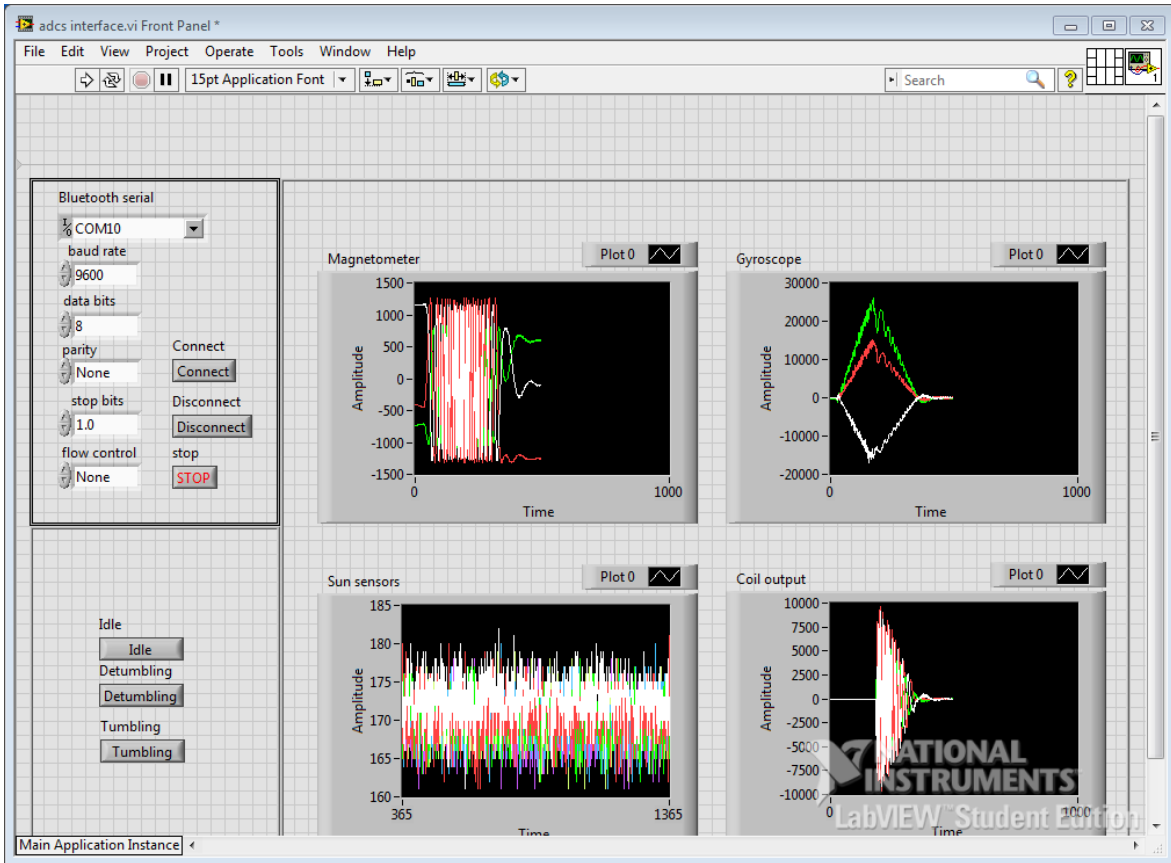 adcs interface.vi Front Panel *
File Edit View Project Operate Tools Window Help
15pt Application Font
Search
1
Bluetooth serial
COM10
baud rate
9600
data bits
8
parity
None
stop bits
1.0
flow control
None
Connect
Connect
Disconnect
Disconnect
stop
STOP
Idle
Idle
Detumbling
Detumbling
Tumbling
Tumbling
Magnetometer
Plot 0
1500
1000
500
0
-500
-1000
-1500
Amplitude
0 1000
Time
Gyroscope
Plot 0
30000
20000
10000
0
-10000
-20000
Amplitude
0 1000
Time
Sun sensors
Plot 0
185
180
175
170
165
160
Amplitude
365 1365
Time
Coil output
Plot 0
10000
7500
5000
2500
0
-2500
-5000
-7500
-10000
Amplitude
0 1000
Time
NATIONAL
INSTRUMENTS
LabVIEW™ Student Edition
Main Application Instance